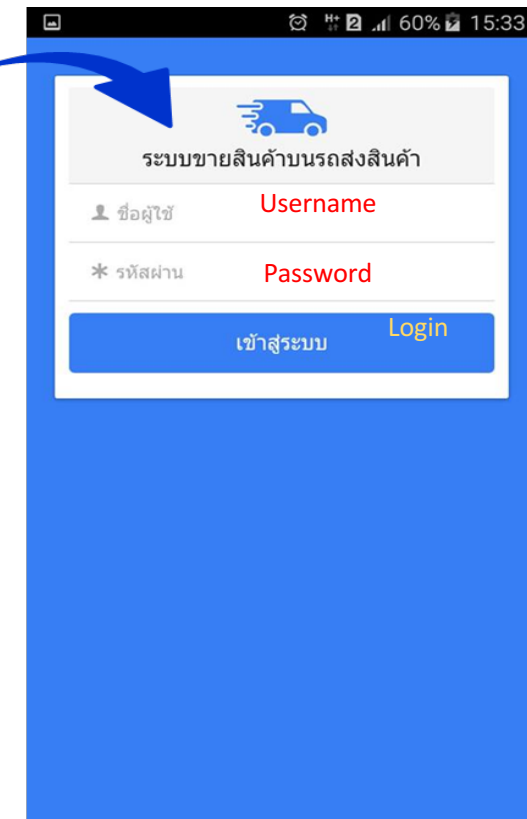 H+ 2 60% 15:33
ระบบขายสินค้าบนรถส่งสินค้า
ชื่อผู้ใช้ Username
รหัสผ่าน Password
เข้าสู่ระบบ Login